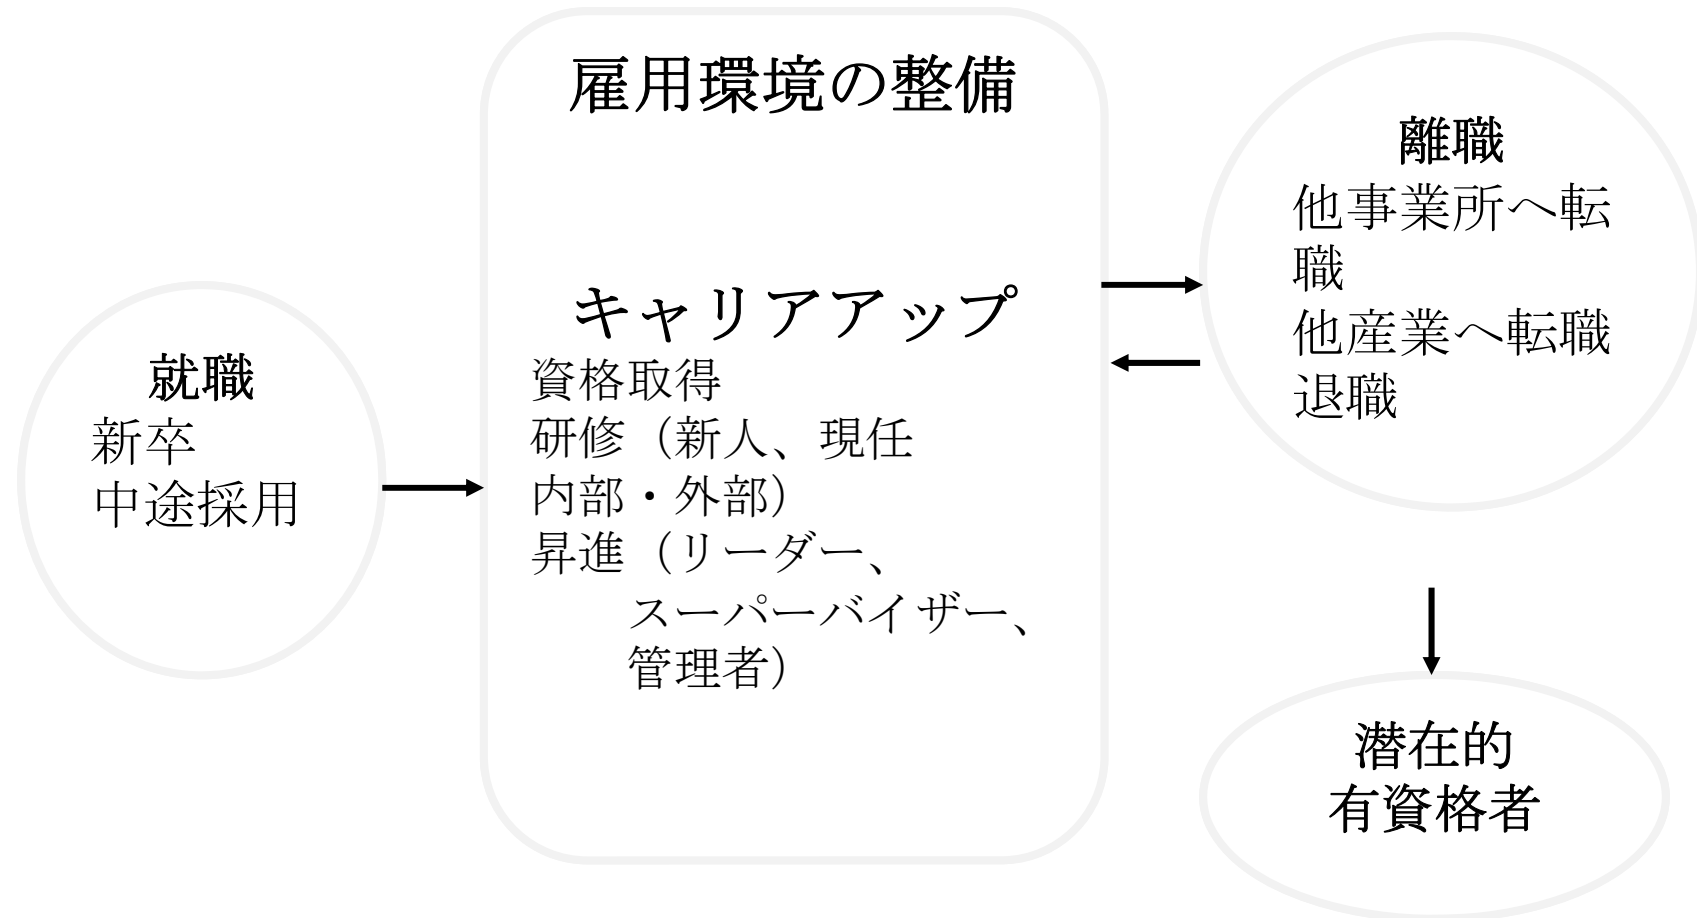 就職
新卒
中途採用
雇用環境の整備
キャリアアップ
資格取得
研修（新人、現任
内部・外部）
昇進（リーダー、
スーパーバイザー、
管理者）
離職
他事業所へ転
職
他産業へ転職
退職
潜在的
有資格者